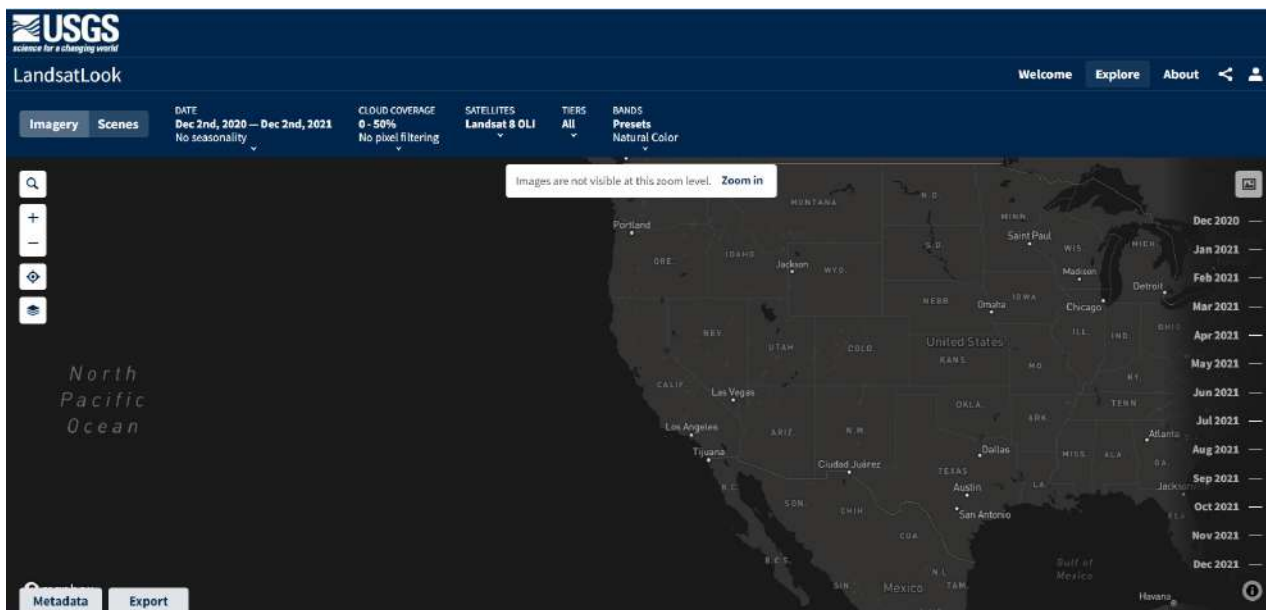 USGS
science for a changing world
LandsatLook
Welcome Explore About
Imagery Scenes
DATE
Dec 2nd, 2020 — Dec 2nd, 2021
No seasonality
CLOUD COVERAGE
0 - 50%
No pixel filtering
SATELLITES
Landsat 8 OLI
TIERS
All
BANDS
Presets
Natural Color
Images are not visible at this zoom level. Zoom in
+
−
North
Pacific
Ocean
Portland
MONTANA
N.D.
MINN.
Saint Paul
WIS.
MICH.
ORE.
IDAHO
Jackson
WYO.
S.D.
Madison
Detroit
NEBR.
Omaha
IOWA
Chicago
NEV.
UTAH
COLO.
United States
KANS.
MO.
ILL.
IND.
OHIO
KY.
CALIF.
Las Vegas
OKLA.
ARK.
TENN.
Los Angeles
ARIZ.
N.M.
Atlanta
Tijuana
Ciudad Juárez
Dallas
MISS.
ALA.
GA.
TEXAS
Austin
LA.
B.C.
SON.
CHIH.
San Antonio
COA.
B.C.S.
SIN.
Mexico
N.L.
TAM.
Gulf of
Mexico
Havana
Dec 2020
Jan 2021
Feb 2021
Mar 2021
Apr 2021
May 2021
Jun 2021
Jul 2021
Aug 2021
Sep 2021
Oct 2021
Nov 2021
Dec 2021
Metadata Export